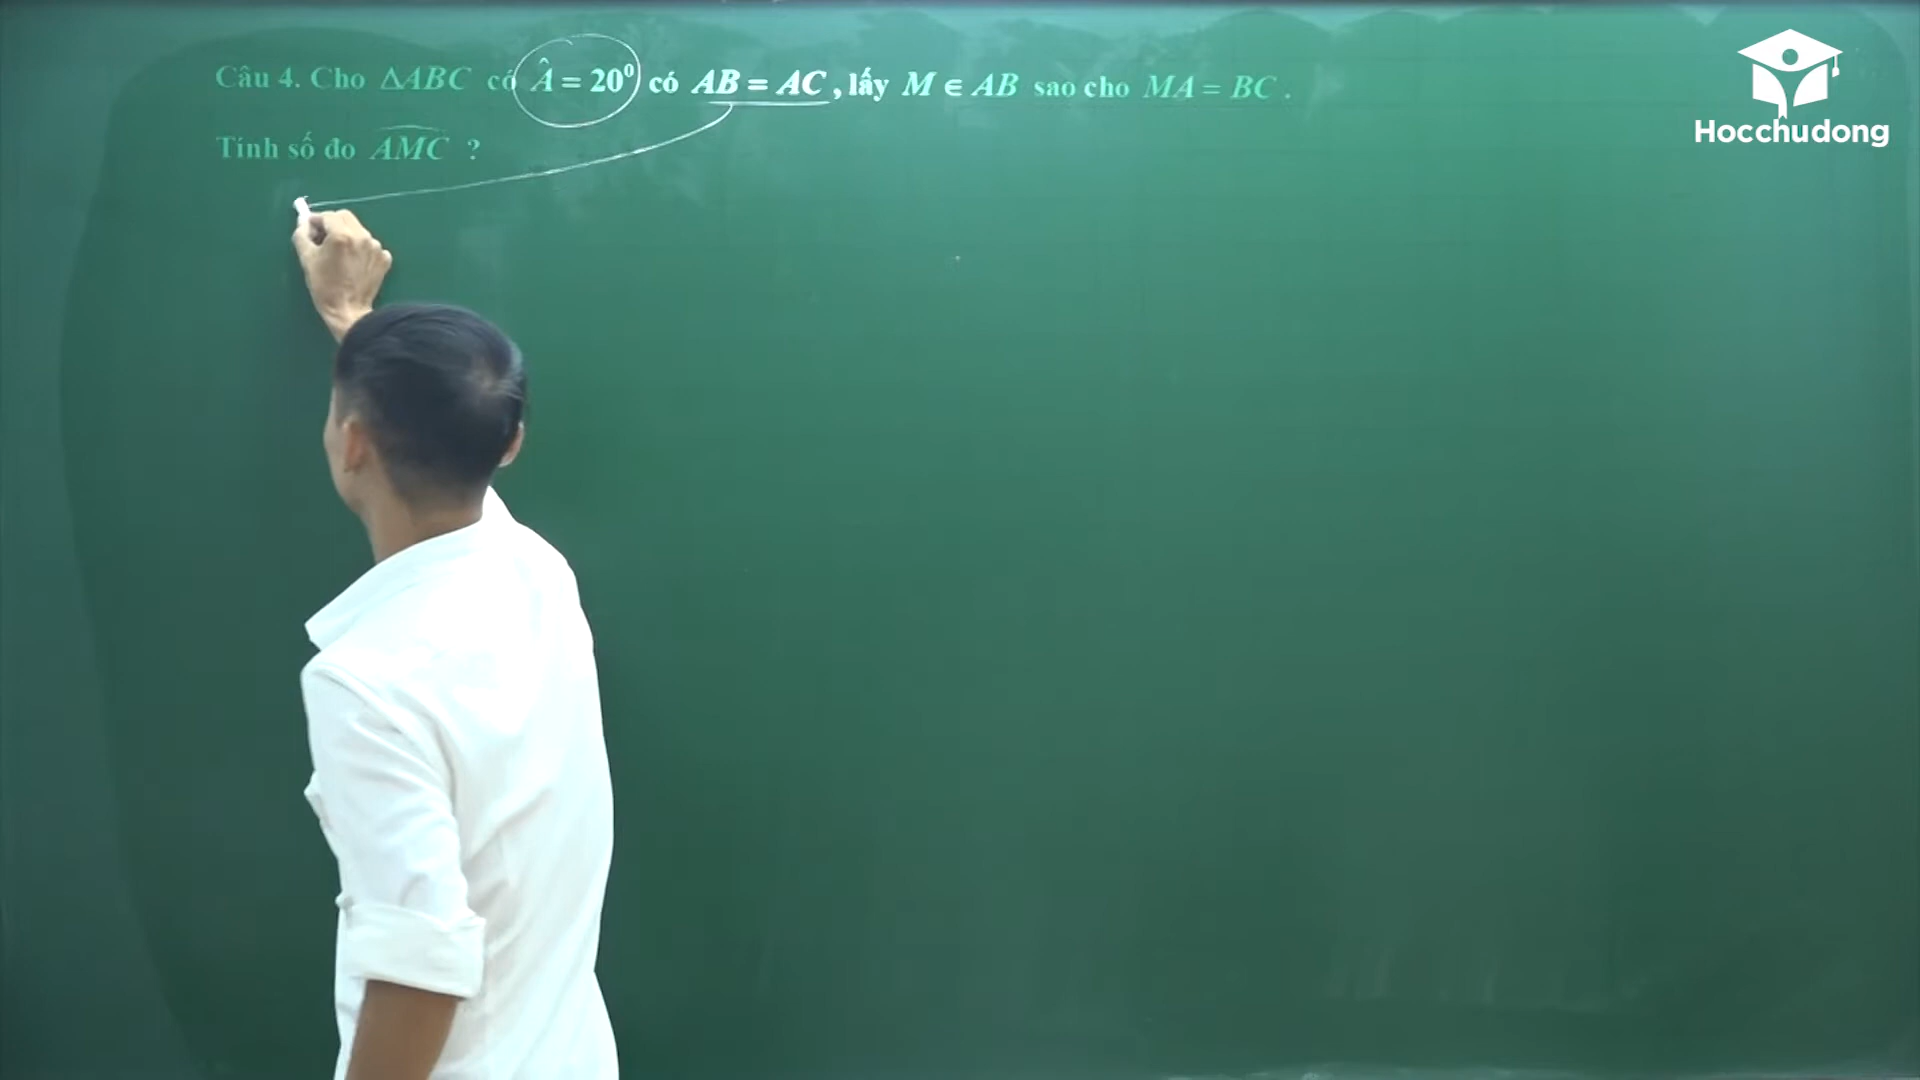 Câu 4. Cho ΔABC có Â = 20⁰ có AB = AC, lấy M ∈ AB sao cho MA = BC.
Tính số đo \widehat{AMC} ?
Hocchudong